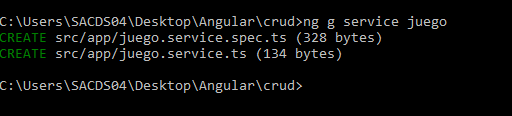 C:\Users\SACDS04\Desktop\Angular\crud>ng g service juego
CREATE src/app/juego.service.spec.ts (328 bytes)
CREATE src/app/juego.service.ts (134 bytes)
C:\Users\SACDS04\Desktop\Angular\crud>